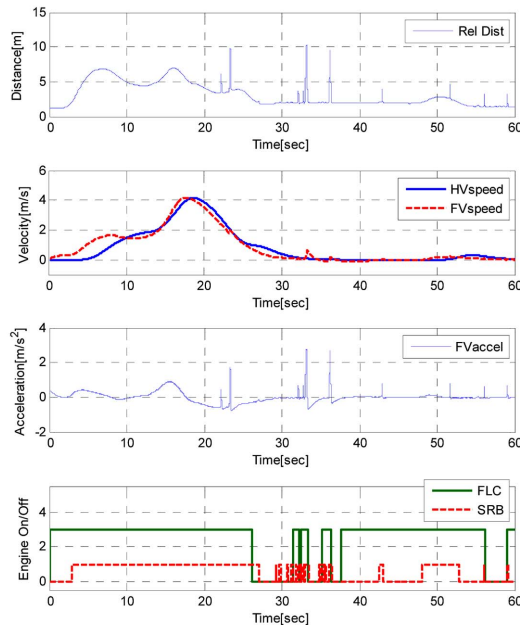 15
10
5
0
Distance[m]
Rel Dist
0 10 20 30 40 50 60
Time[sec]
6
4
2
0
Velocity[m/s]
HVspeed
FVspeed
0 10 20 30 40 50 60
Time[sec]
4
2
0
-2
Acceleration[m/s²]
FVaccel
0 10 20 30 40 50 60
Time[sec]
4
2
0
Engine On/Off
FLC
SRB
0 10 20 30 40 50 60
Time[sec]